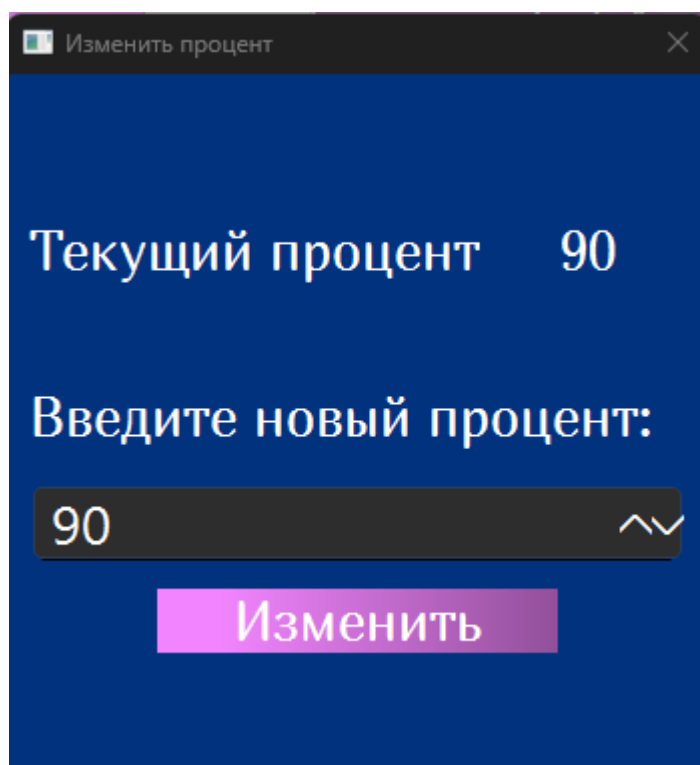 Изменить процент
Текущий процент 90
Введите новый процент:
90
Изменить